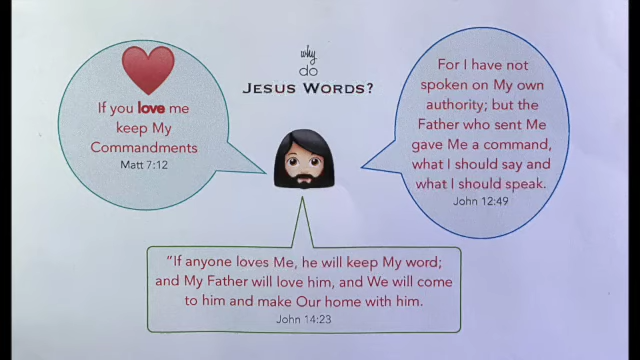 why
do
JESUS WORDS?
If you love me
keep My
Commandments
Matt 7:12
For I have not
spoken on My own
authority; but the
Father who sent Me
gave Me a command,
what I should say and
what I should speak.
John 12:49
"If anyone loves Me, he will keep My word;
and My Father will love him, and We will come
to him and make Our home with him.
John 14:23